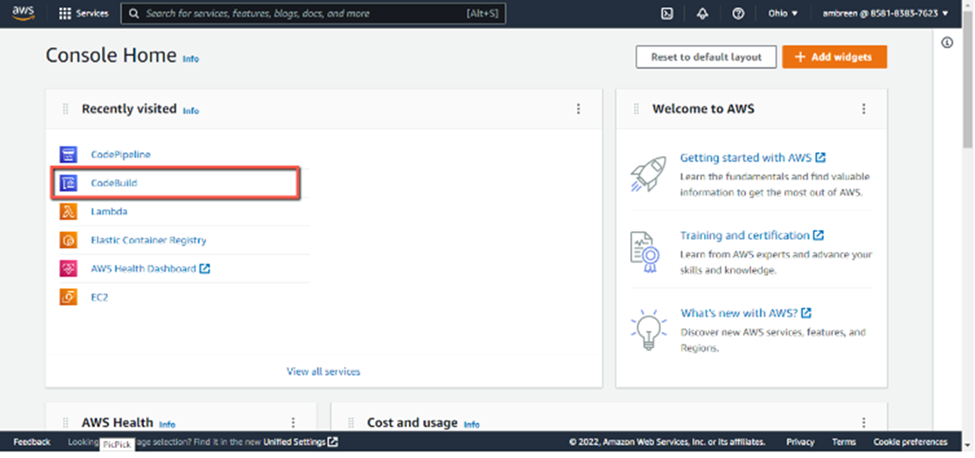 aws
Services
Search for services, features, blogs, docs, and more
[Alt+S]
Ohio ▼
ambreen @ 8581-8383-7623 ▼
Console Home Info
Reset to default layout
+ Add widgets
Recently visited Info
CodePipeline
CodeBuild
Lambda
Elastic Container Registry
AWS Health Dashboard
EC2
View all services
Welcome to AWS
Getting started with AWS
Learn the fundamentals and find valuable
information to get the most out of AWS.
Training and certification
Learn from AWS experts and advance your
skills and knowledge.
What's new with AWS?
Discover new AWS services, features, and
Regions.
AWS Health Info
Cost and usage Info
Feedback
Looking
PicPick
age selection? Find it in the new Unified Settings
© 2022, Amazon Web Services, Inc. or its affiliates.
Privacy
Terms
Cookie preferences